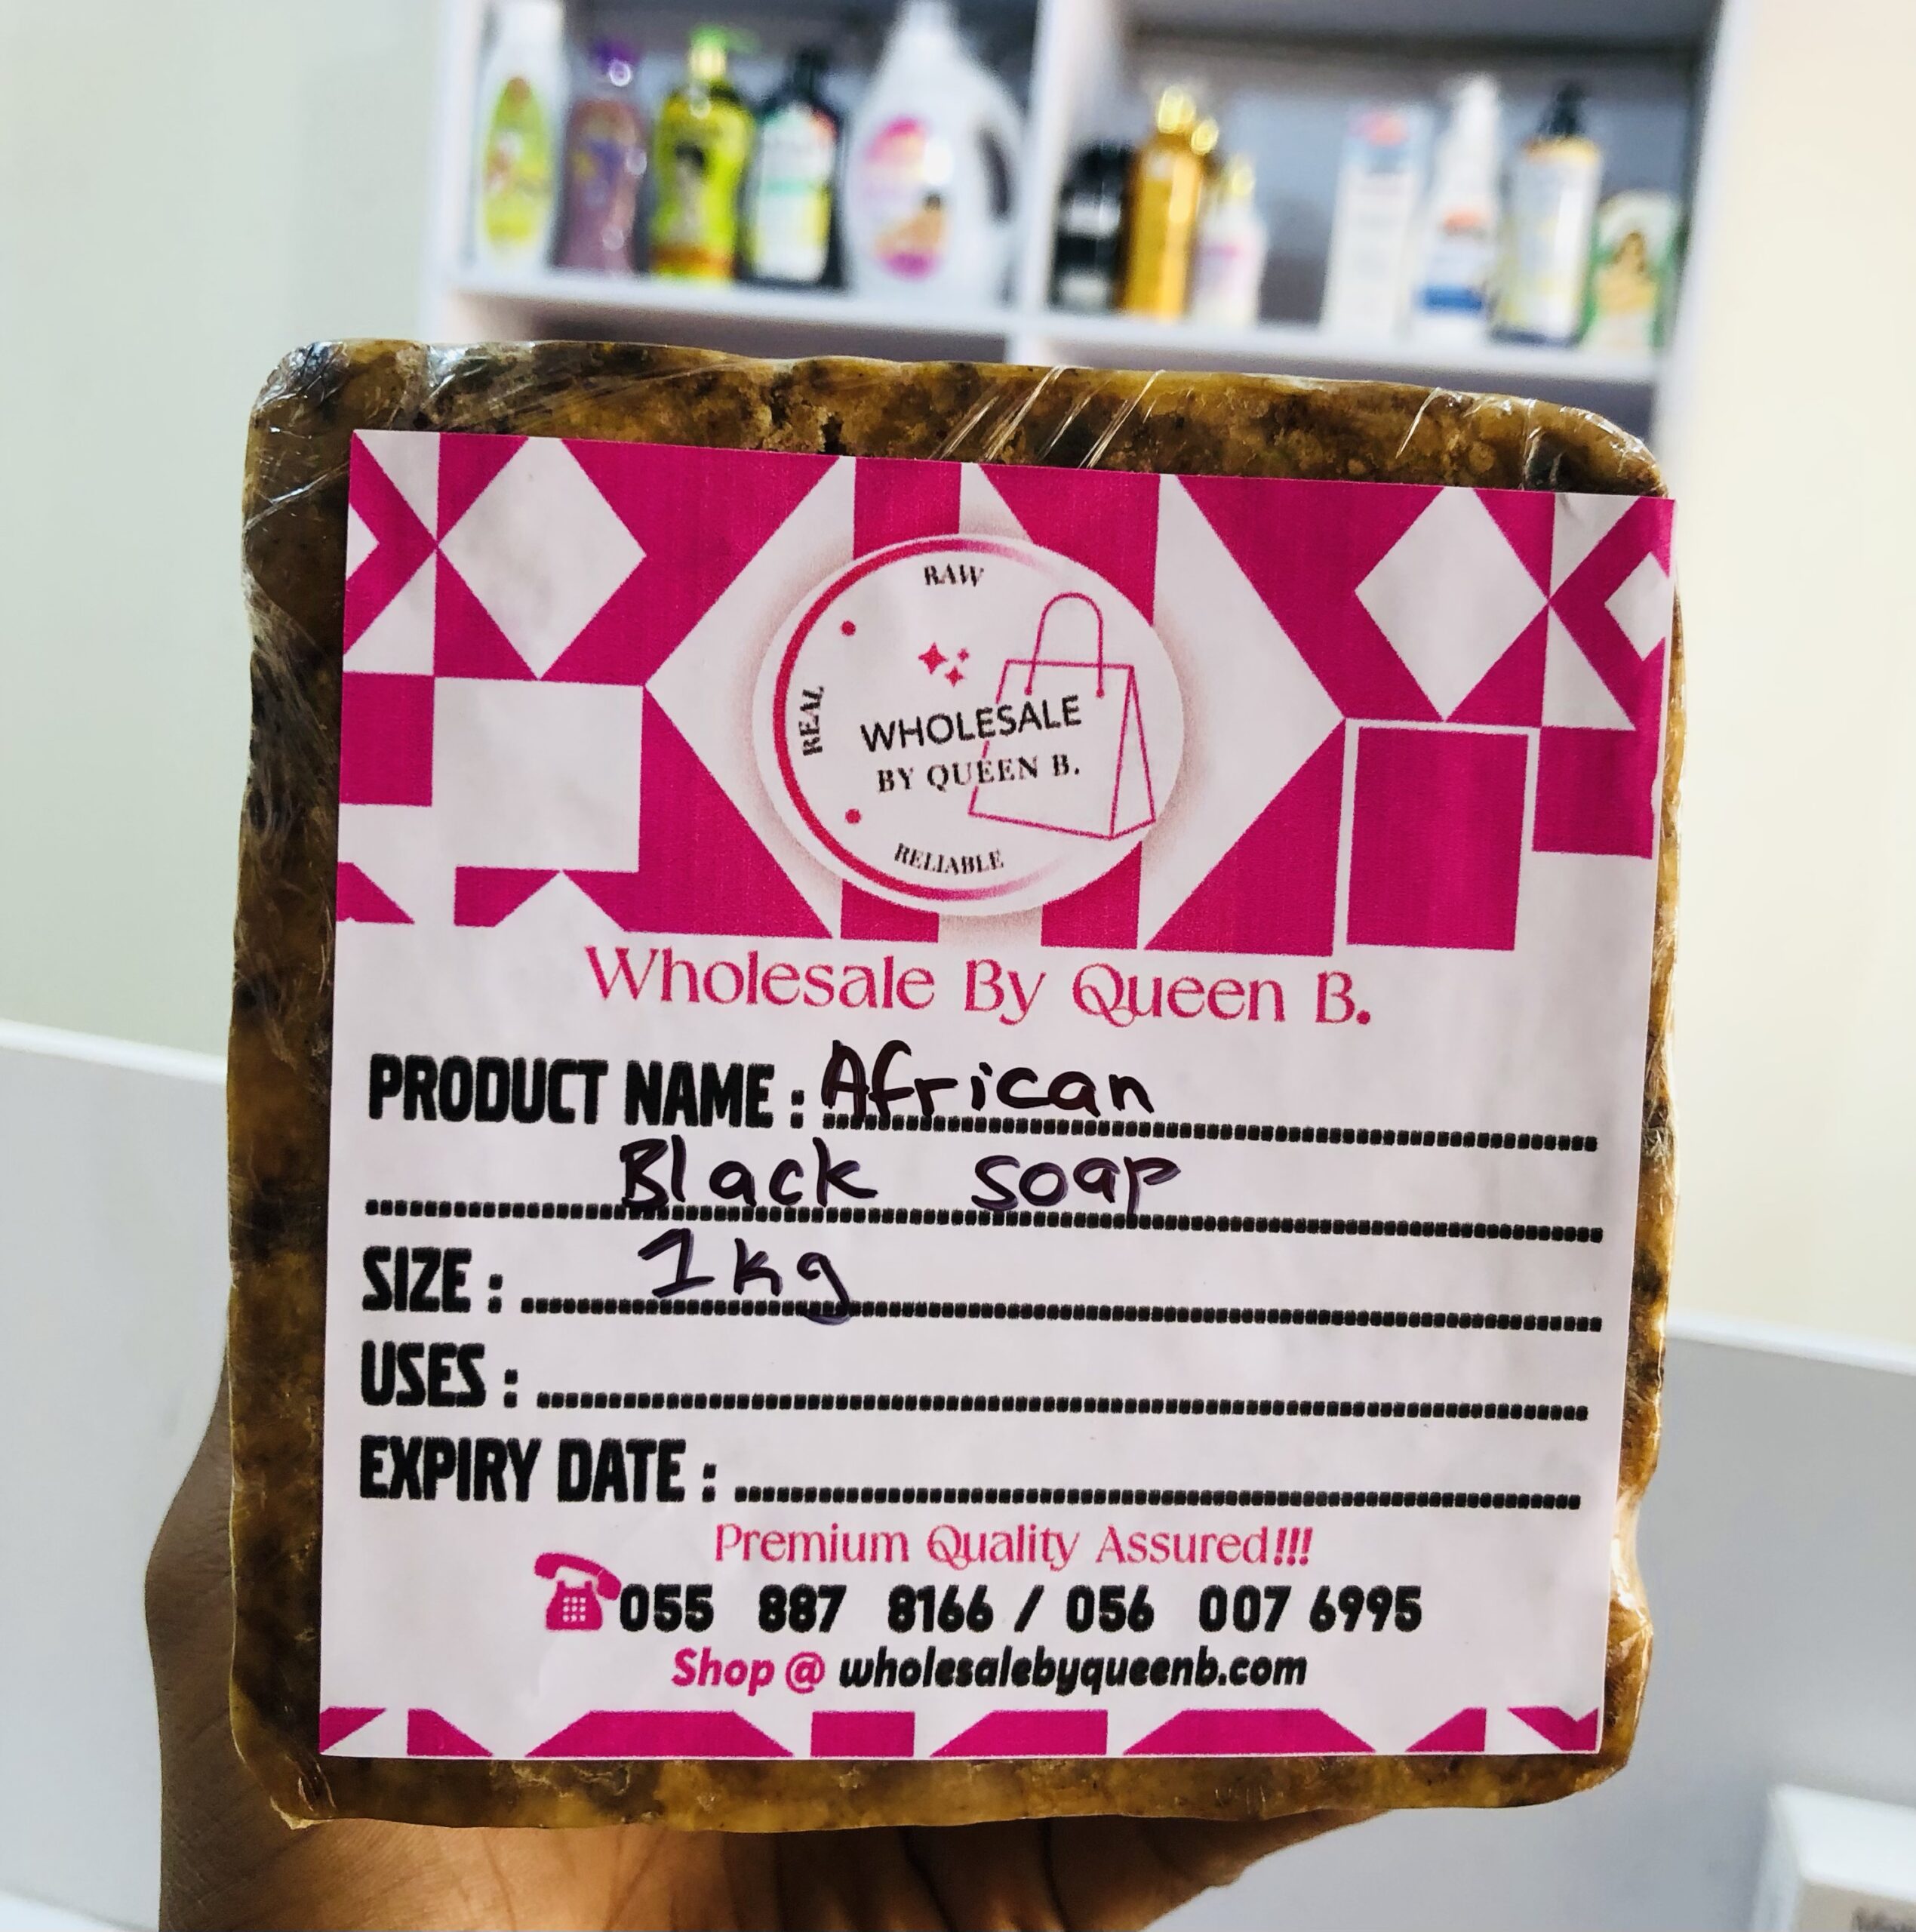 RAW
REAL
WHOLESALE
BY QUEEN B.
RELIABLE
Wholesale By Queen B.
PRODUCT NAME : African
Black soap
SIZE : 1kg
USES :
EXPIRY DATE :
Premium Quality Assured!!!
055 887 8166 / 056 007 6995
Shop @ wholesalebyqueenb.com